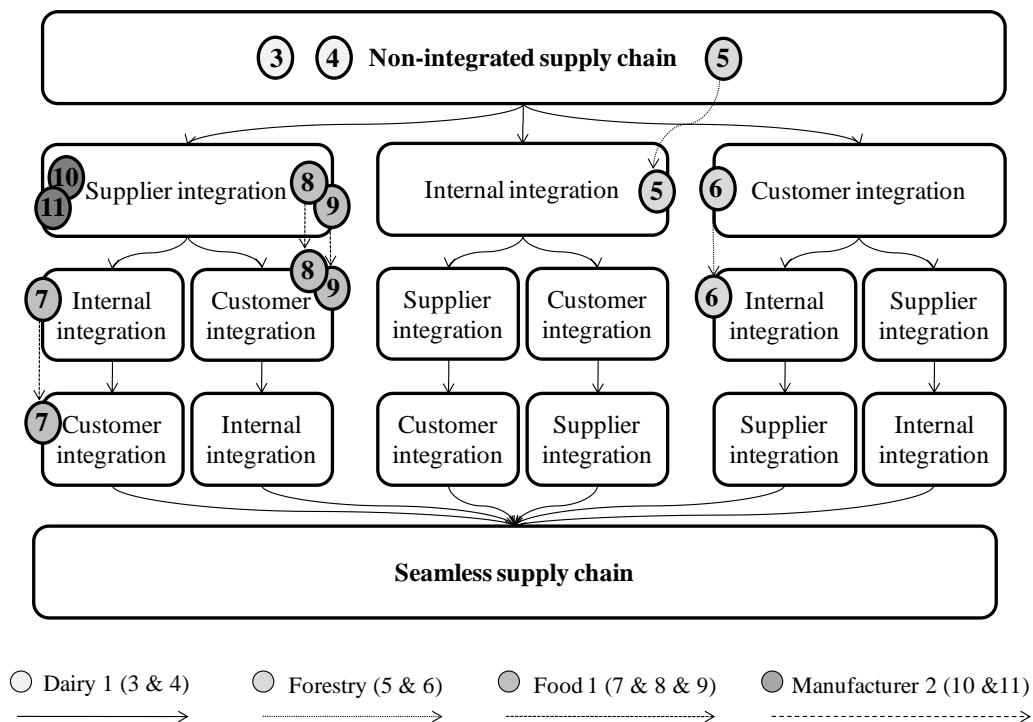 3 4 Non-integrated supply chain 5
10
11
Supplier integration
8
9
Internal integration
5
6
Customer integration
7
Internal
integration
8
9
Customer
integration
Supplier
integration
Customer
integration
6
Internal
integration
Supplier
integration
7
Customer
integration
Internal
integration
Customer
integration
Supplier
integration
Supplier
integration
Internal
integration
Seamless supply chain
Dairy 1 (3 & 4)
Forestry (5 & 6)
Food 1 (7 & 8 & 9)
Manufacturer 2 (10 &11)